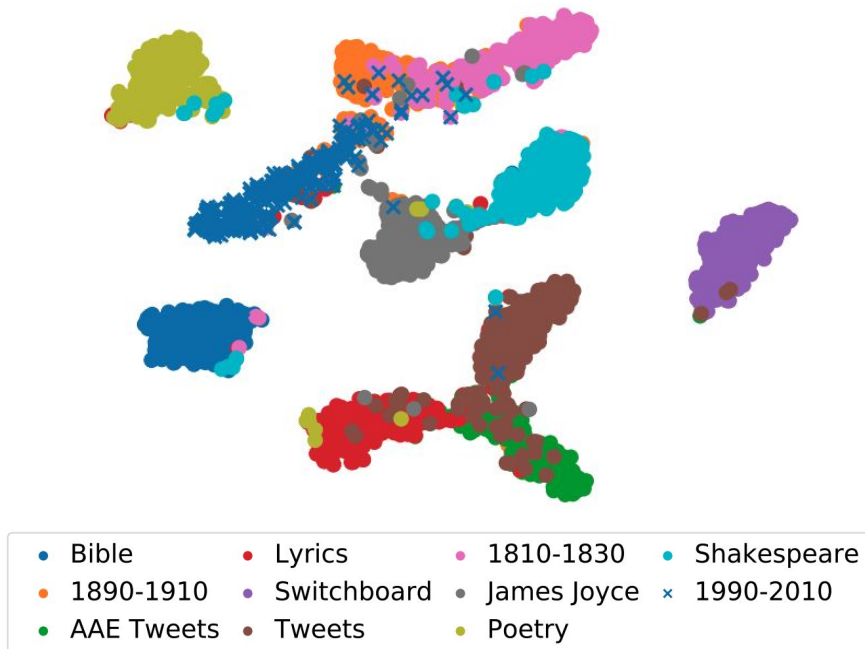 Bible Lyrics 1810-1830 Shakespeare
1890-1910 Switchboard James Joyce 1990-2010
AAE Tweets Tweets Poetry